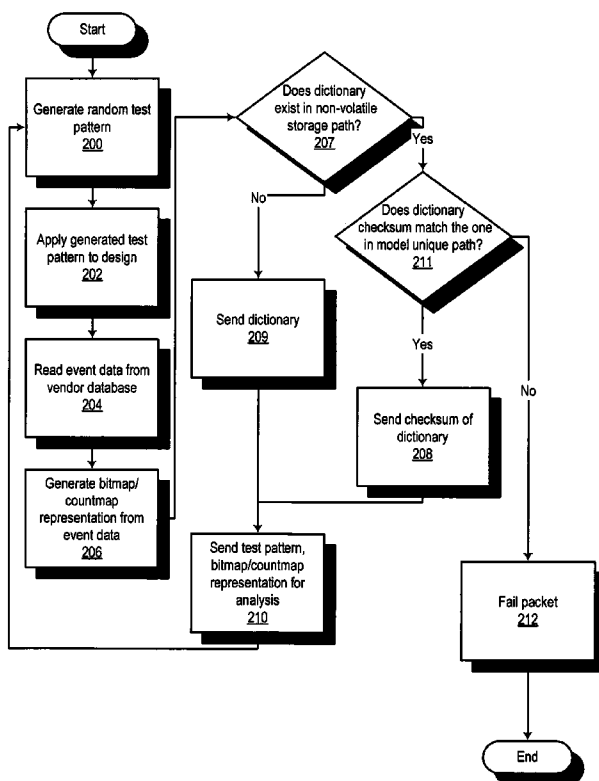 Start
Generate random test
pattern
200
Apply generated test
pattern to design
202
Read event data from
vendor database
204
Generate bitmap/
countmap
representation from
event data
206
Does dictionary
exist in non-volatile
storage path?
207
Yes
No
Does dictionary
checksum match the one
in model unique path?
211
Send dictionary
209
Yes
No
Send checksum of
dictionary
208
Send test pattern,
bitmap/countmap
representation for
analysis
210
Fail packet
212
End